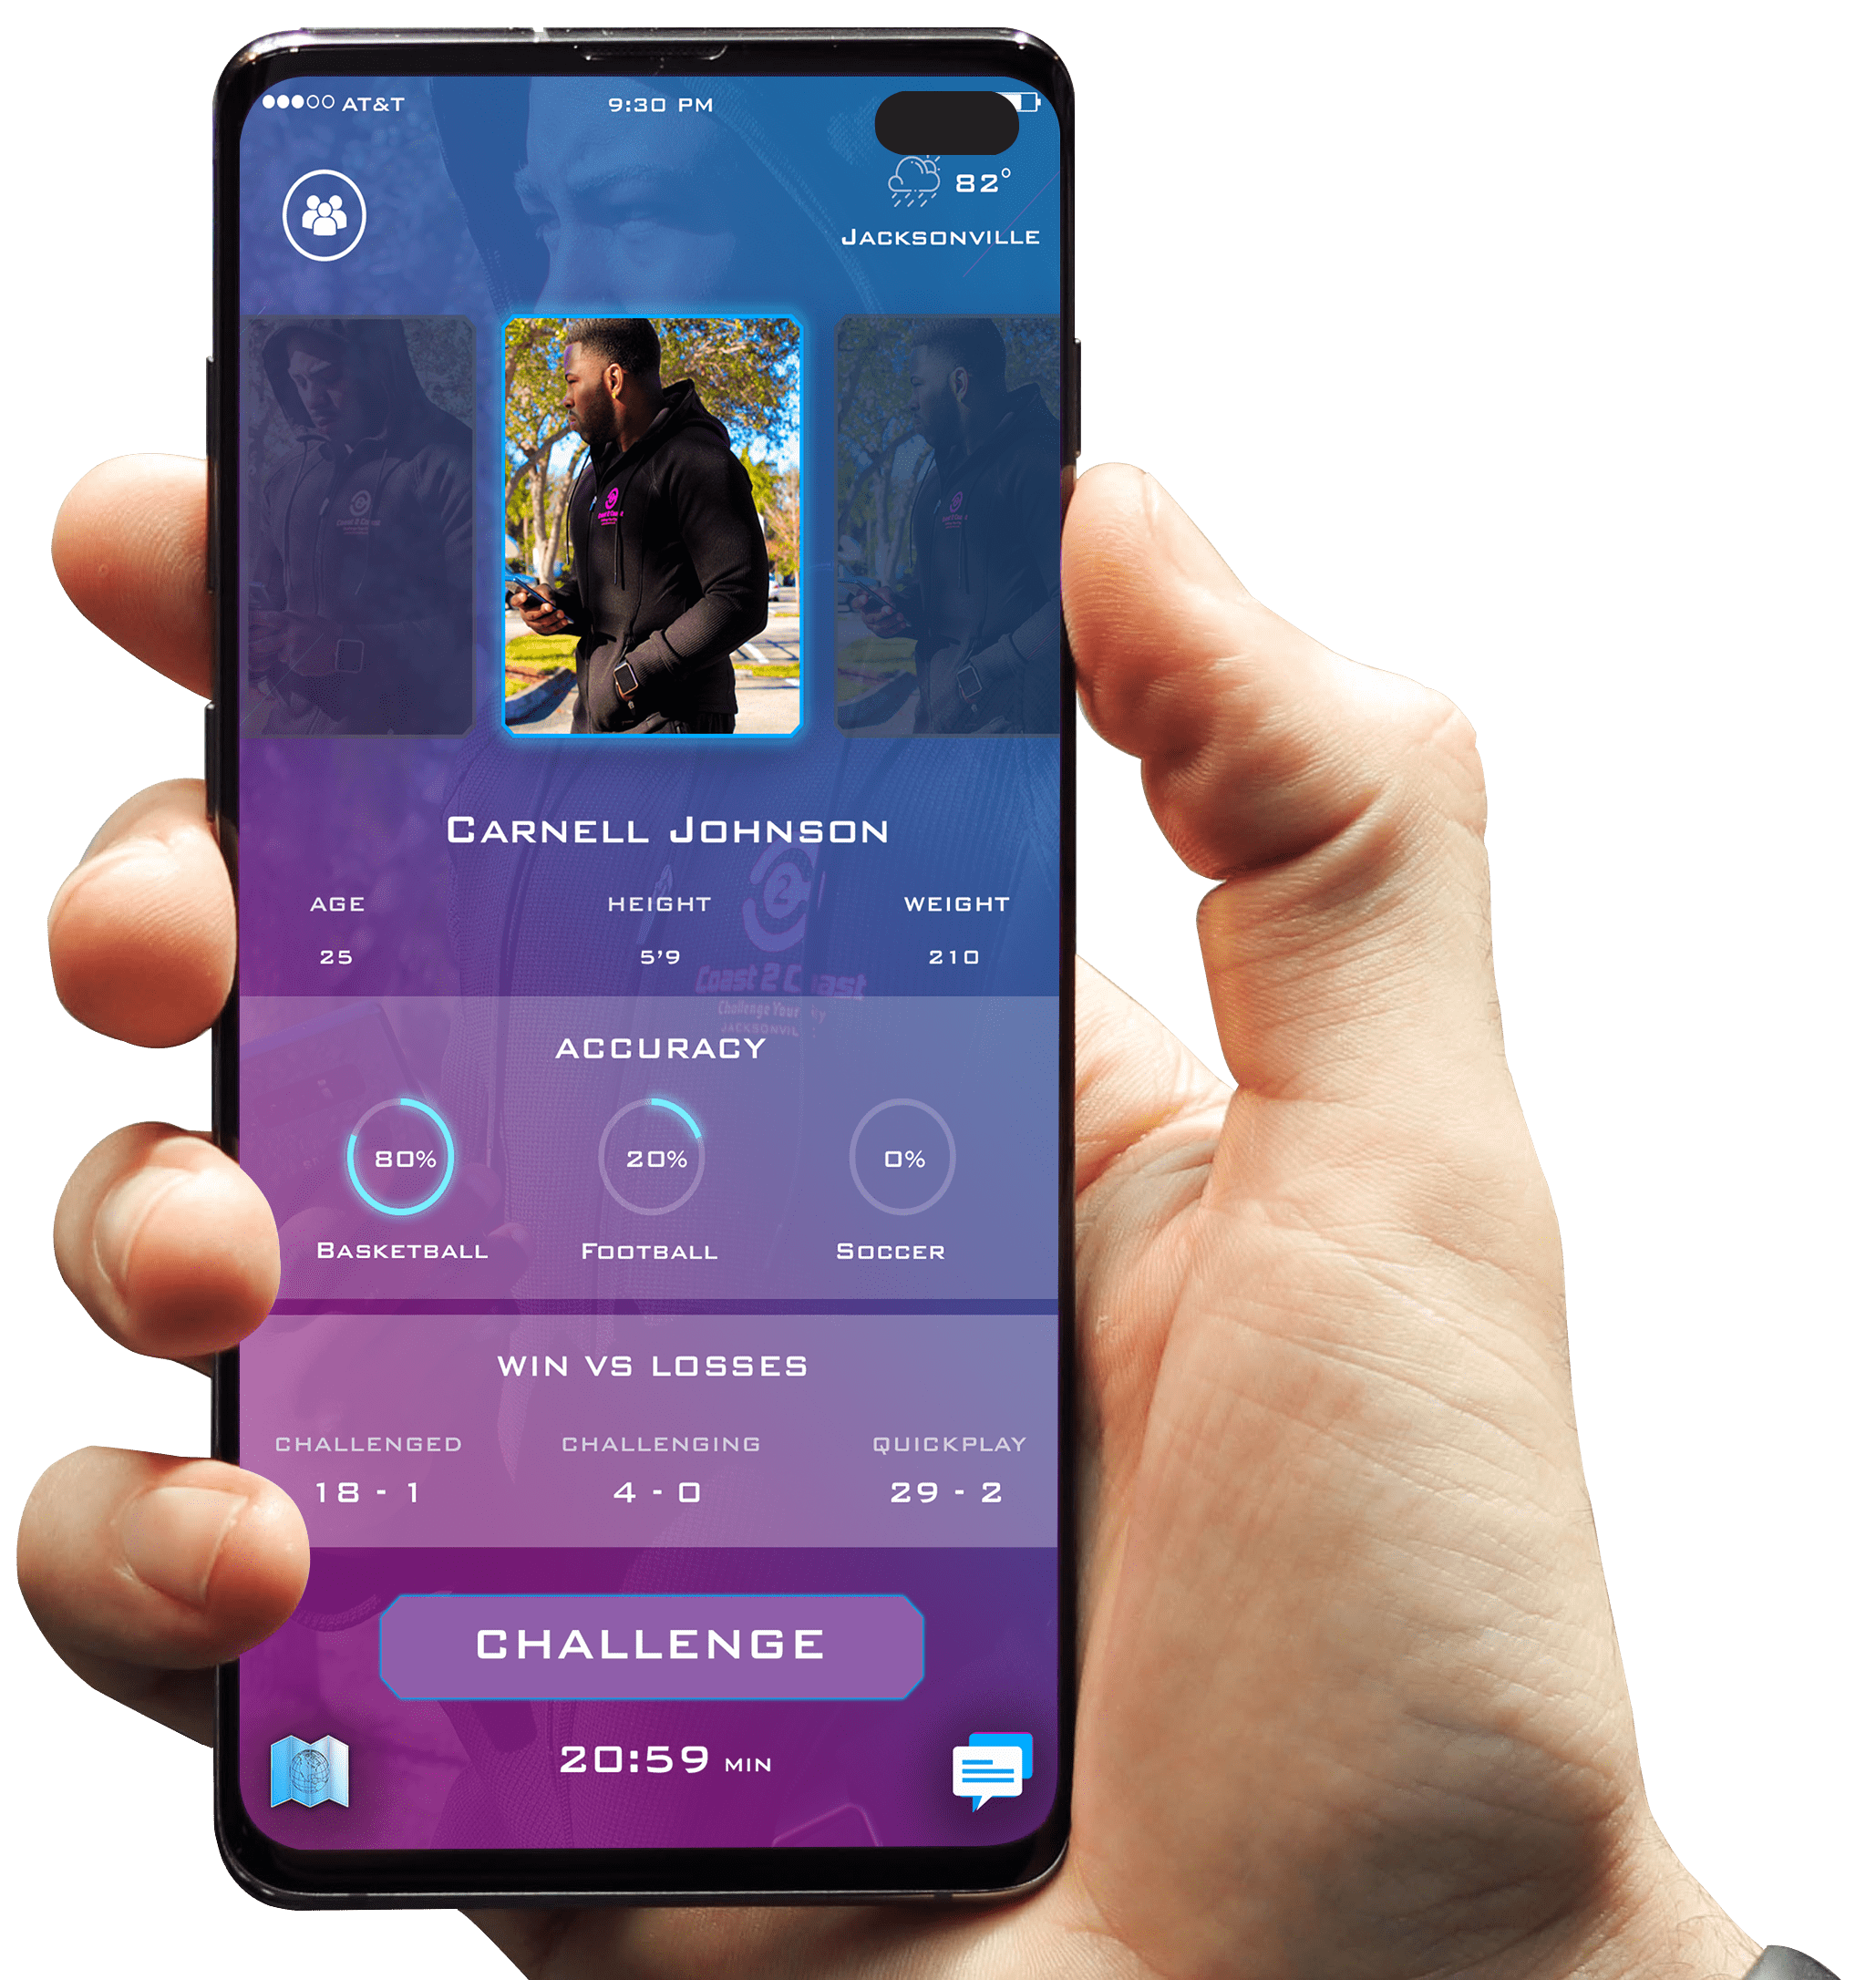 AT&T 9:30 PM
82°
JACKSONVILLE
CARNELL JOHNSON
AGE HEIGHT WEIGHT
25 5'9 210
Coast 2 Coast
Challenge Your
JACKSONVIL
ACCURACY
80% 20% 0%
BASKETBALL FOOTBALL SOCCER
WIN VS LOSSES
CHALLENGED CHALLENGING QUICKPLAY
18 - 1 4 - 0 29 - 2
CHALLENGE
20:59 MIN